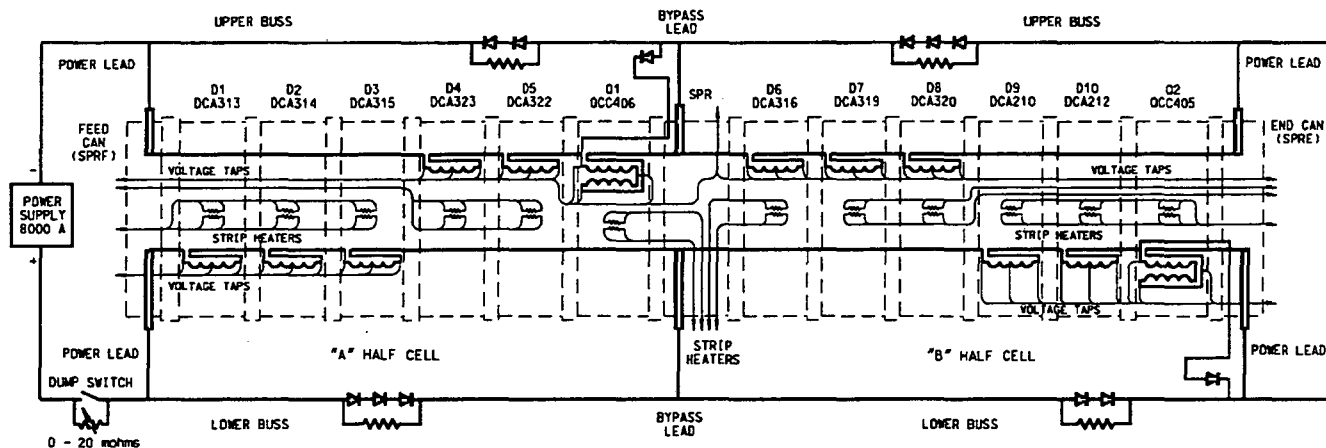 UPPER BUSS
BYPASS
LEAD
UPPER BUSS
POWER LEAD
POWER LEAD
D1
DCA313
D2
DCA314
D3
DCA315
D4
DCA323
D5
DCA322
Q1
QCC406
SPR
D6
DCA316
D7
DCA319
D8
DCA320
D9
DCA210
D10
DCA212
Q2
QCC405
FEED
CAN
(SPRF)
END CAN
(SPRE)
VOLTAGE TAPS
VOLTAGE TAPS
-
POWER
SUPPLY
8000 A
+
STRIP HEATERS
STRIP HEATERS
VOLTAGE TAPS
VOLTAGE TAPS
POWER LEAD
"A" HALF CELL
STRIP
HEATERS
"B" HALF CELL
POWER LEAD
DUMP SWITCH
0 - 20 mohms
LOWER BUSS
BYPASS
LEAD
LOWER BUSS